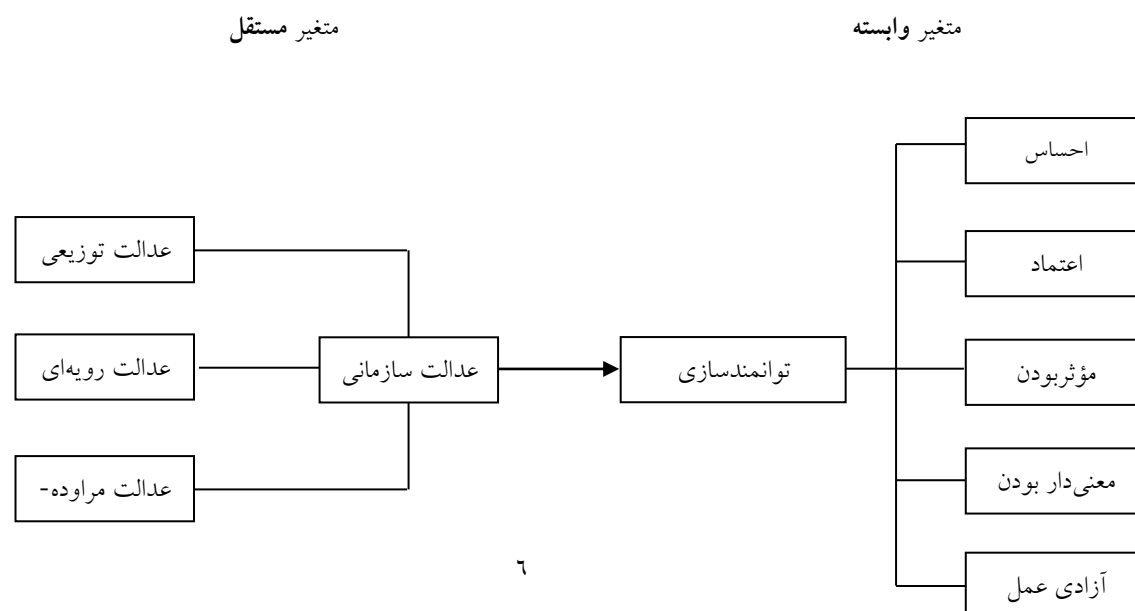 متغیر وابسته
متغیر مستقل
احساس
اعتماد
مؤثربودن
معنی‌دار بودن
آزادی عمل
توانمندسازی
عدالت سازمانی
عدالت توزیعی
عدالت رویه‌ای
عدالت مراوده-
٦